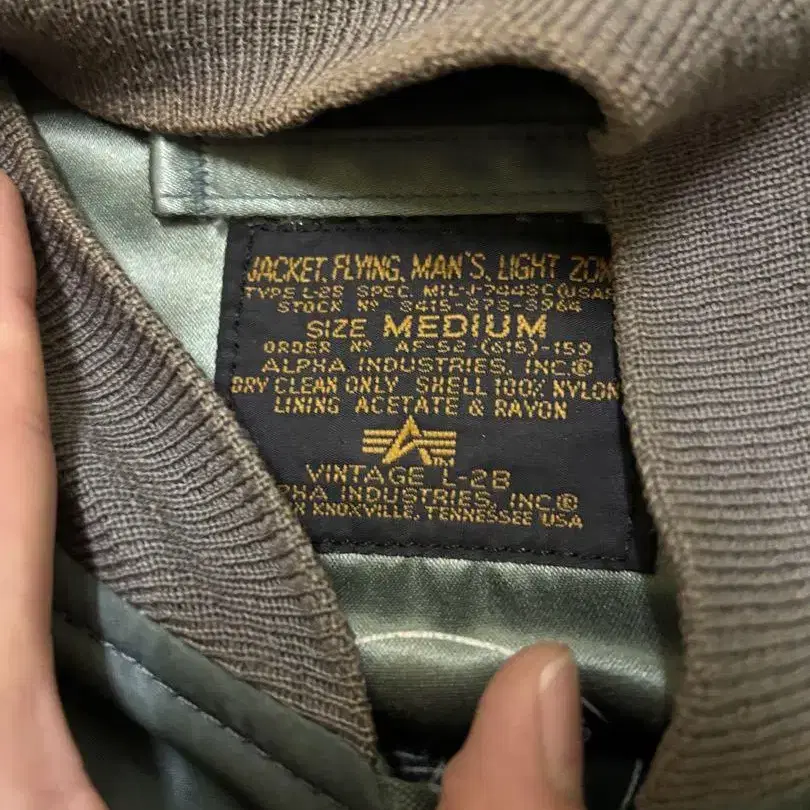 JACKET, FLYING, MAN'S, LIGHT ZON
TYPE L-2B SPEC. MIL-J-7448C(USAF
STOCK Nº 8415-273-3964
SIZE MEDIUM
ORDER Nº AF-52-(615)-159
ALPHA INDUSTRIES, INC®
DRY CLEAN ONLY SHELL 100% NYLON
LINING ACETATE & RAYON
TM
VINTAGE L-2B
PHA INDUSTRIES, INC.®
KNOXVILLE, TENNESSEE USA